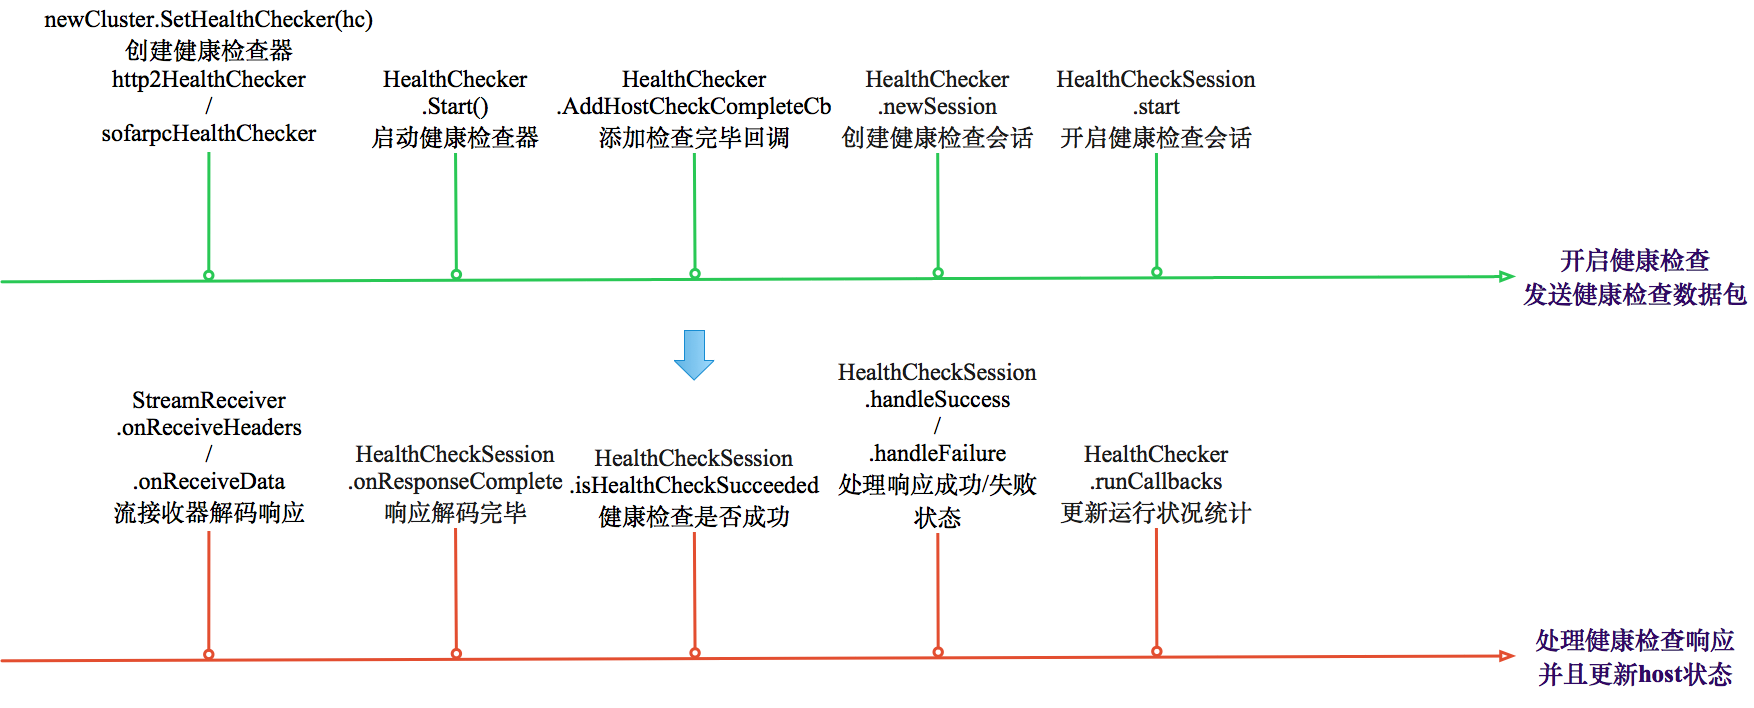 newCluster.SetHealthChecker(hc)
创建健康检查器
http2HealthChecker
/
sofarpcHealthChecker
HealthChecker
.Start()
启动健康检查器
HealthChecker
.AddHostCheckCompleteCb
添加检查完毕回调
HealthChecker
.newSession
创建健康检查会话
HealthCheckSession
.start
开启健康检查会话
开启健康检查
发送健康检查数据包
StreamReceiver
.onReceiveHeaders
/
.onReceiveData
流接收器解码响应
HealthCheckSession
.onResponseComplete
响应解码完毕
HealthCheckSession
.isHealthCheckSucceeded
健康检查是否成功
HealthCheckSession
.handleSuccess
/
.handleFailure
处理响应成功/失败
状态
HealthChecker
.runCallbacks
更新运行状况统计
处理健康检查响应
并且更新host状态